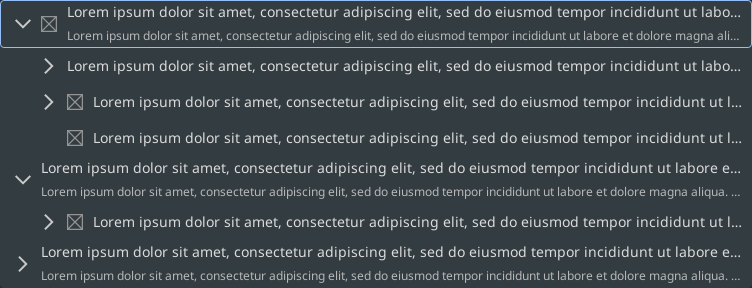 Lorem ipsum dolor sit amet, consectetur adipiscing elit, sed do eiusmod tempor incididunt ut labo...
Lorem ipsum dolor sit amet, consectetur adipiscing elit, sed do eiusmod tempor incididunt ut labore et dolore magna ali...
Lorem ipsum dolor sit amet, consectetur adipiscing elit, sed do eiusmod tempor incididunt ut labo...
Lorem ipsum dolor sit amet, consectetur adipiscing elit, sed do eiusmod tempor incididunt ut l...
Lorem ipsum dolor sit amet, consectetur adipiscing elit, sed do eiusmod tempor incididunt ut l...
Lorem ipsum dolor sit amet, consectetur adipiscing elit, sed do eiusmod tempor incididunt ut labore e...
Lorem ipsum dolor sit amet, consectetur adipiscing elit, sed do eiusmod tempor incididunt ut labore et dolore magna aliqua. ...
Lorem ipsum dolor sit amet, consectetur adipiscing elit, sed do eiusmod tempor incididunt ut l...
Lorem ipsum dolor sit amet, consectetur adipiscing elit, sed do eiusmod tempor incididunt ut labore e...
Lorem ipsum dolor sit amet, consectetur adipiscing elit, sed do eiusmod tempor incididunt ut labore et dolore magna aliqua. ...